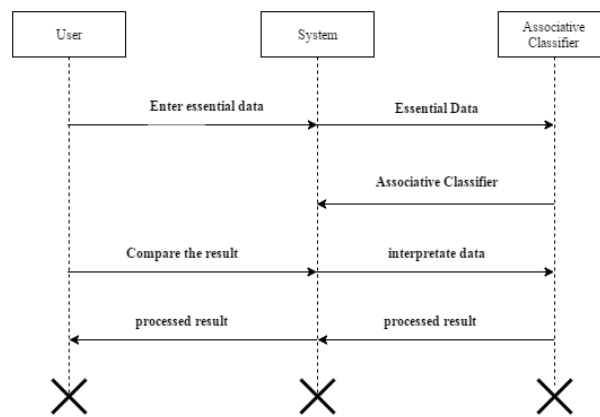 User
System
Associative
Classifier
Enter essential data
Essential Data
Associative Classifier
Compare the result
interpretate data
processed result
processed result